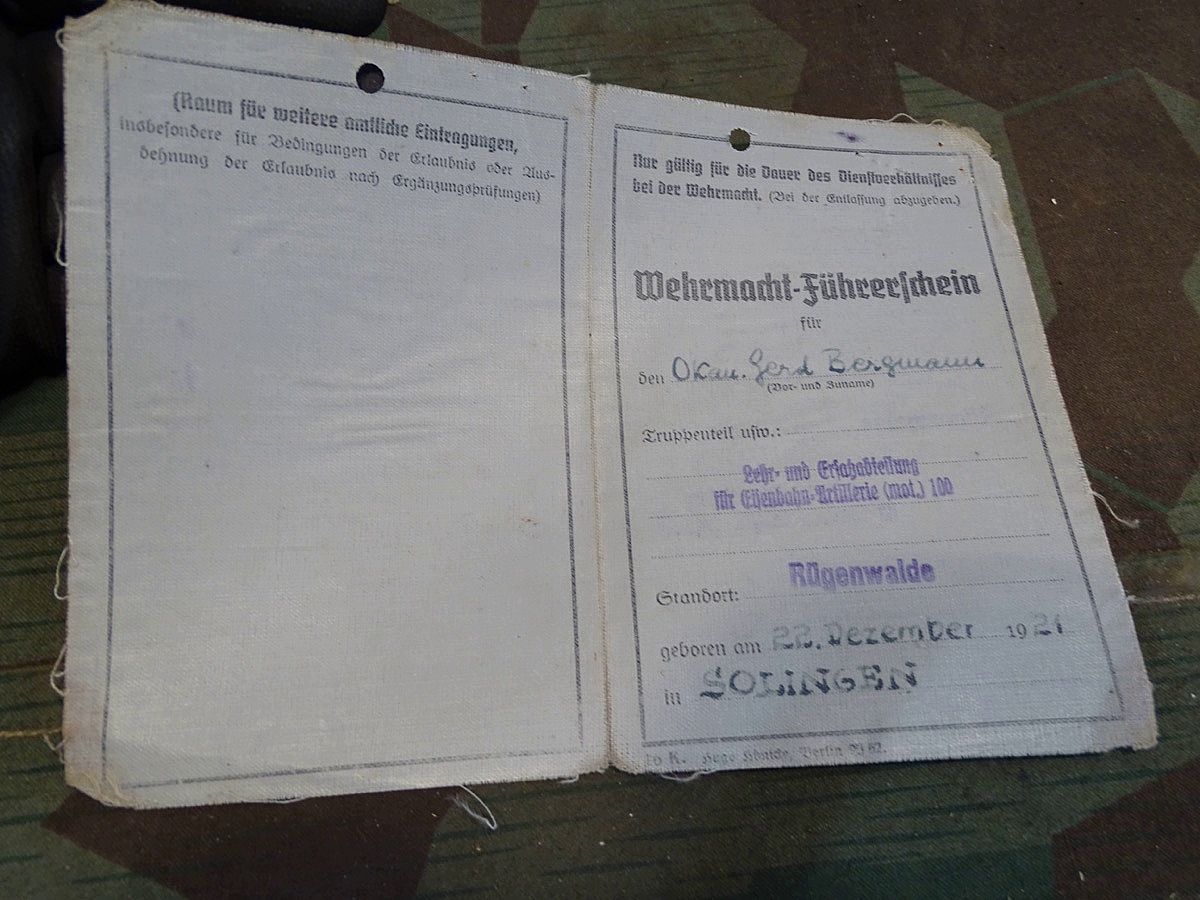 (Raum für weitere amtliche Eintragungen,
insbesondere für Bedingungen der Erlaubnis oder Aus-
dehnung der Erlaubnis nach Ergänzungsprüfungen)
Nur gültig für die Dauer des Dienstverhältnisses
bei der Wehrmacht. (Bei der Entlassung abzugeben.)
Wehrmacht-Führerschein
für
den OKan. Gerd Bergmann
(Vor- und Zuname)
Truppenteil usw.:
Lehr- und Ersatzabteilung
für Eisenbahn-Artillerie (mot.) 100
Rügenwalde
Standort:
geboren am 22. Dezember 1921
in SOLINGEN
Berlin